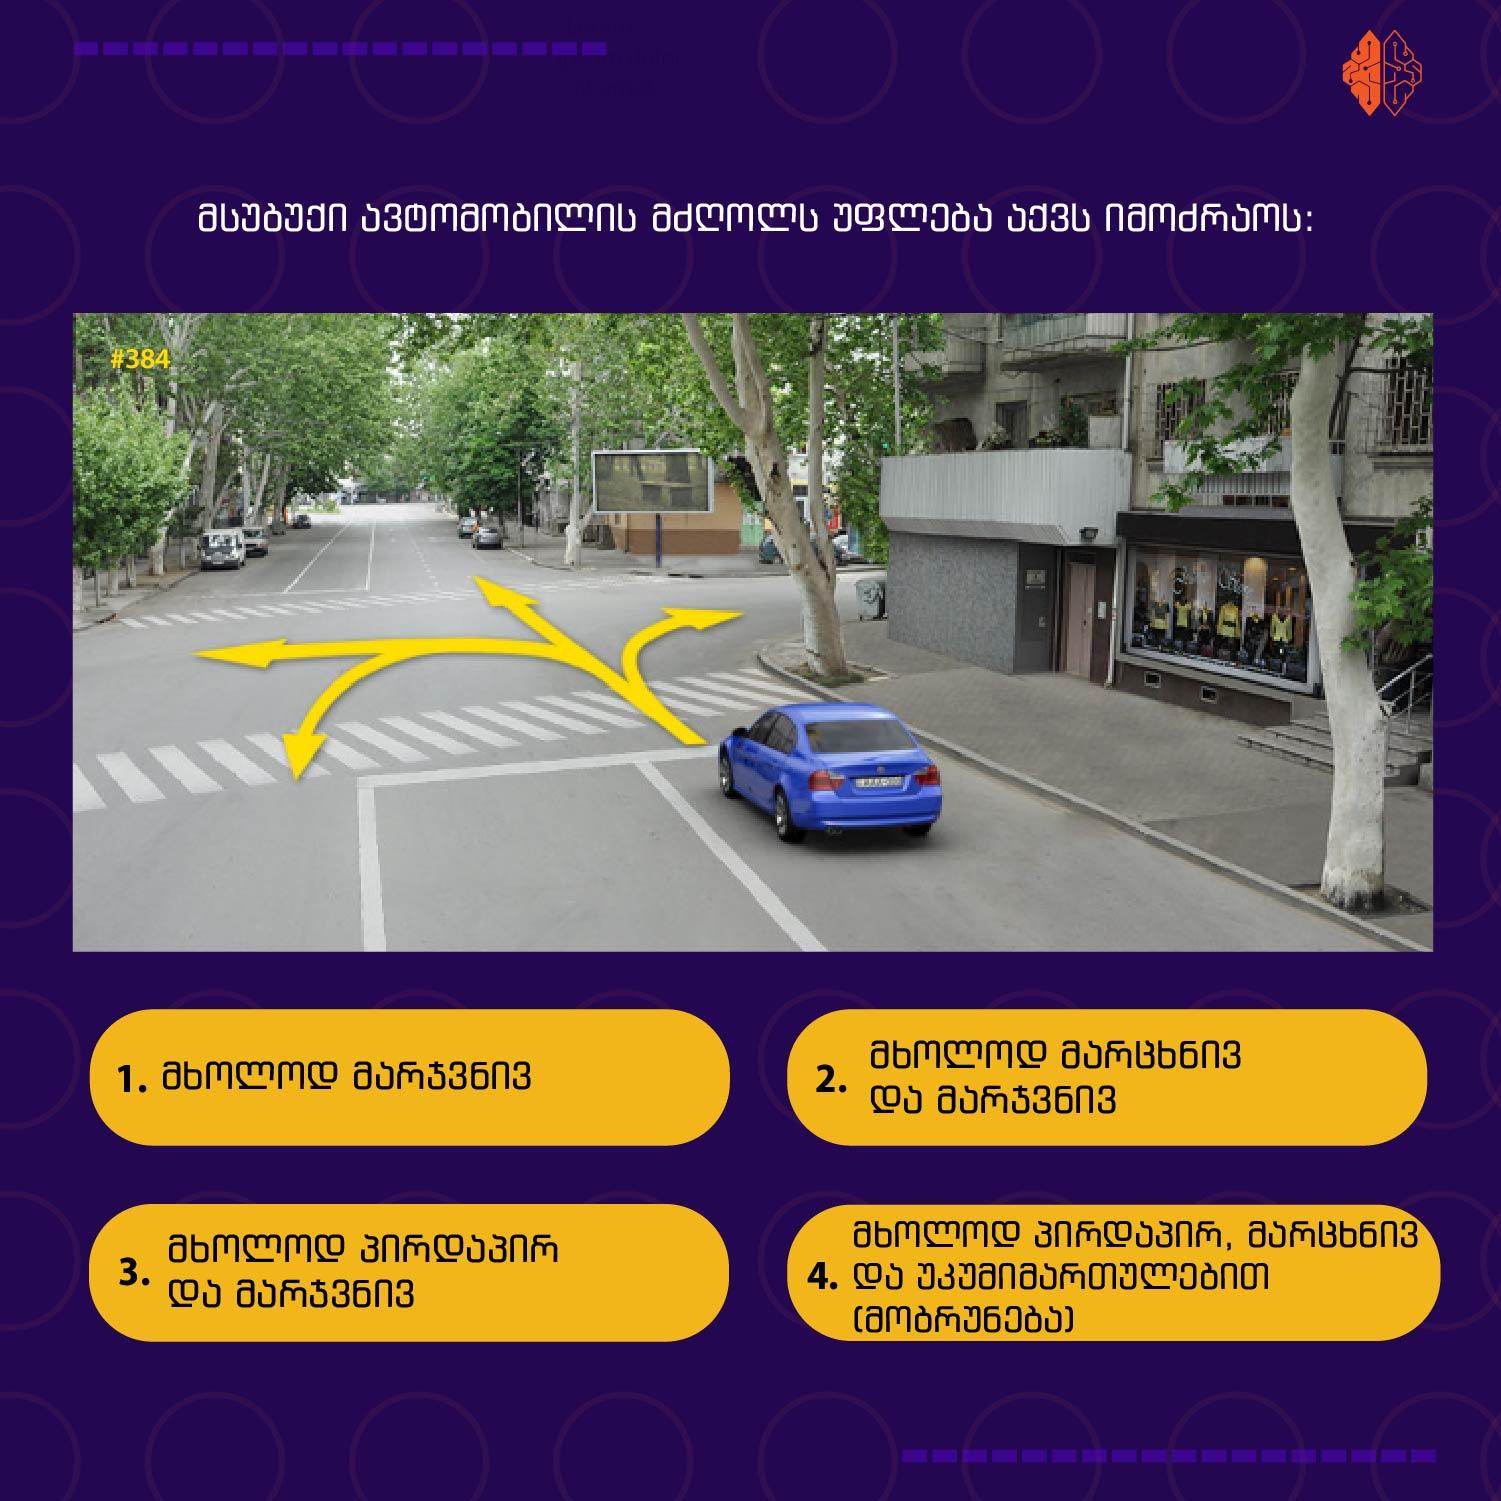 მსუბუქი ავტომობილის მძღოლს უფლება აქვს იმოძრაოს:
#384
1. მხოლოდ მარჯვნივ
2. მხოლოდ მარცხნივ
და მარჯვნივ
3. მხოლოდ პირდაპირ
და მარჯვნივ
4. მხოლოდ პირდაპირ, მარცხნივ
და უკუმიმართულებით
(მობრუნება)